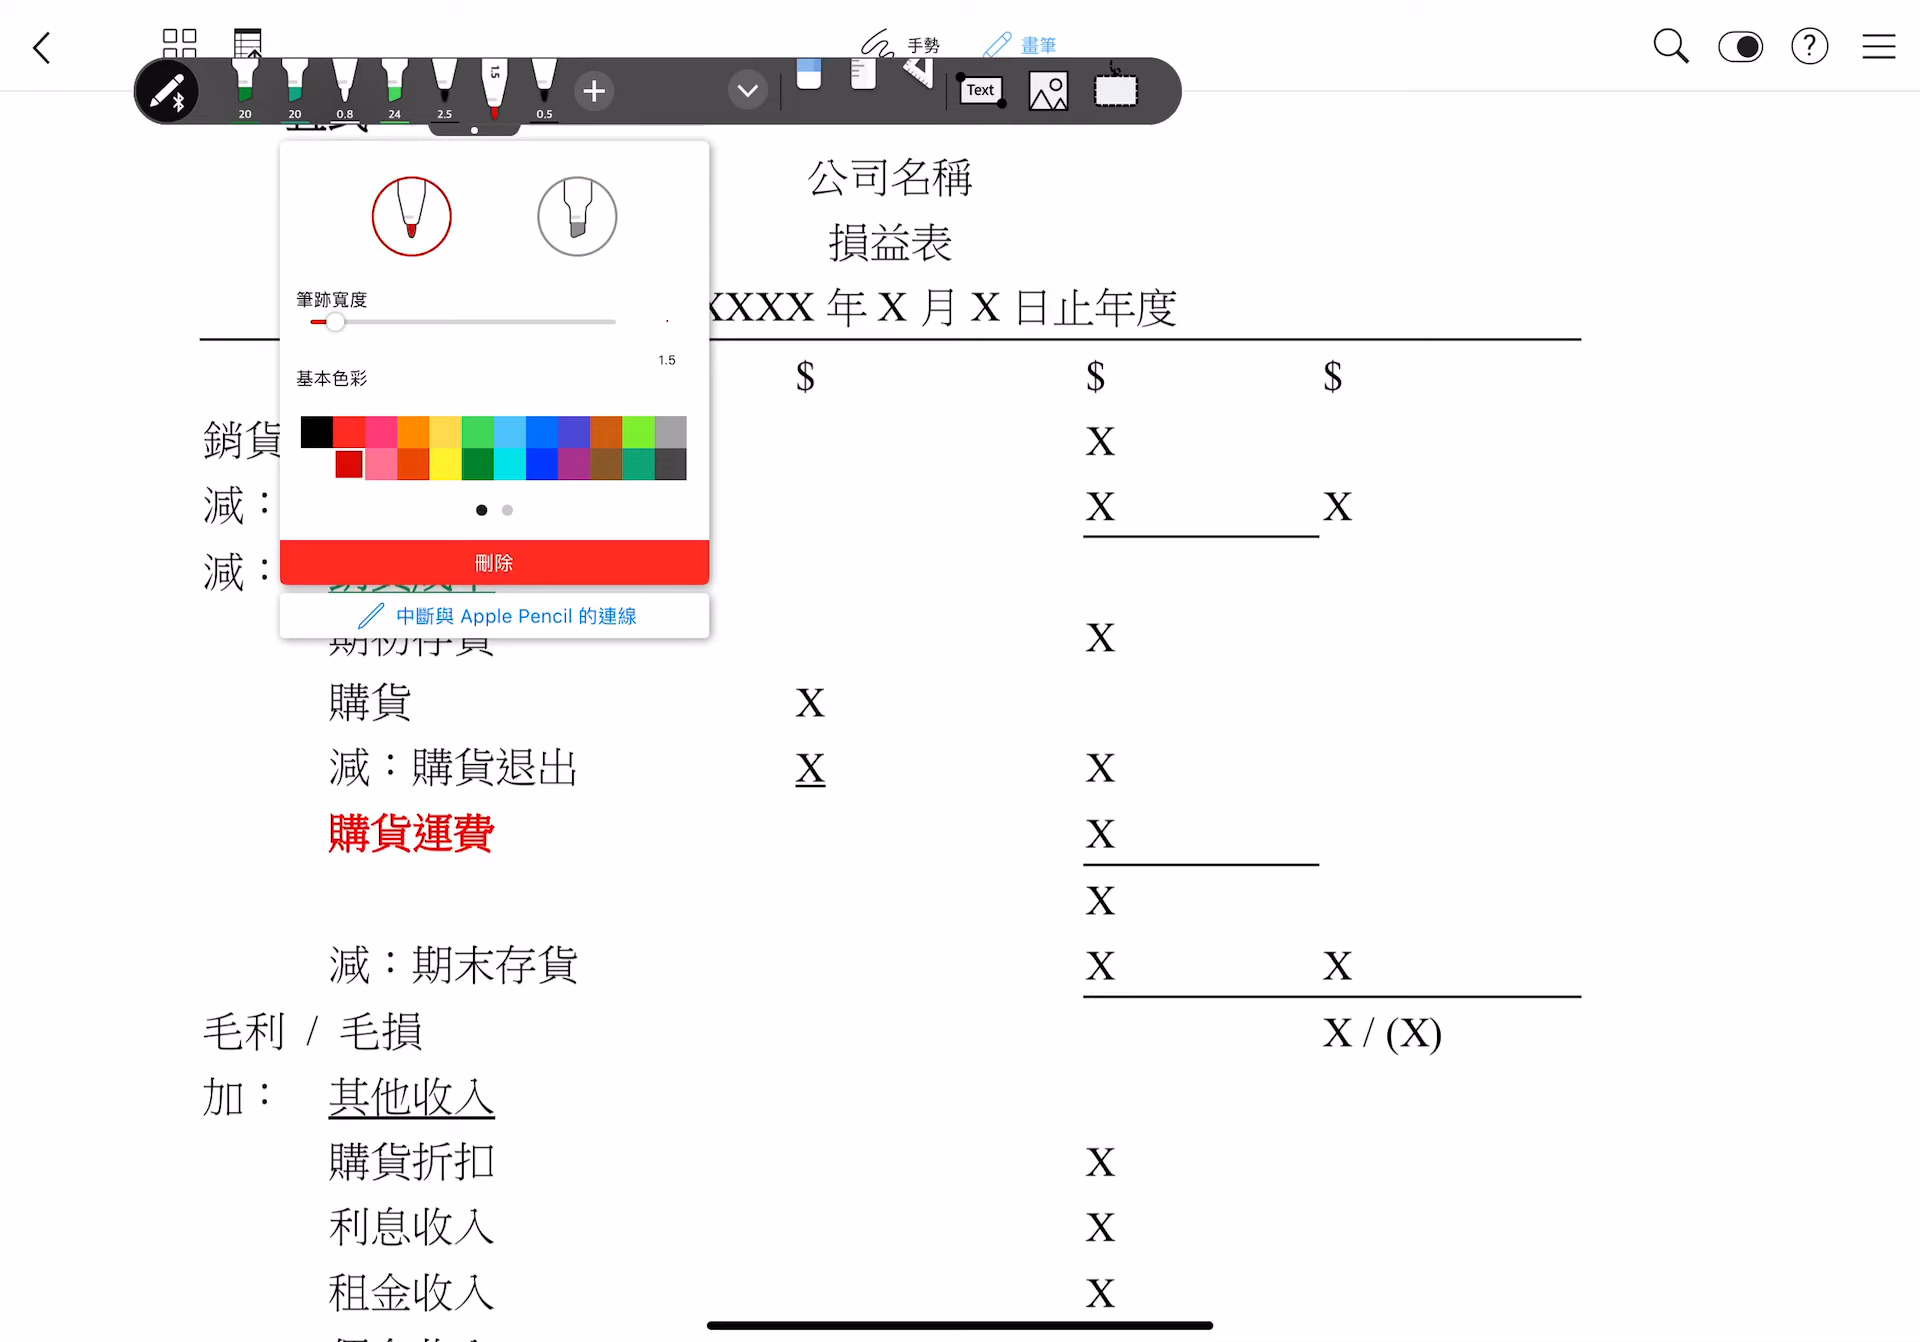 手勢 畫筆
20 20 0.8 24 2.5 1.5 0.5 Text
公司名稱
損益表
XXXX 年 X 月 X 日止年度
筆跡寬度
1.5
基本色彩
刪除
中斷與 Apple Pencil 的連線
$ $ $
銷貨 X
減： X X
減：
期初存貨 X
購貨 X
減：購貨退出 X X
購貨運費 X
X
減：期末存貨 X X
毛利 / 毛損 X / (X)
加： 其他收入
購貨折扣 X
利息收入 X
租金收入 X